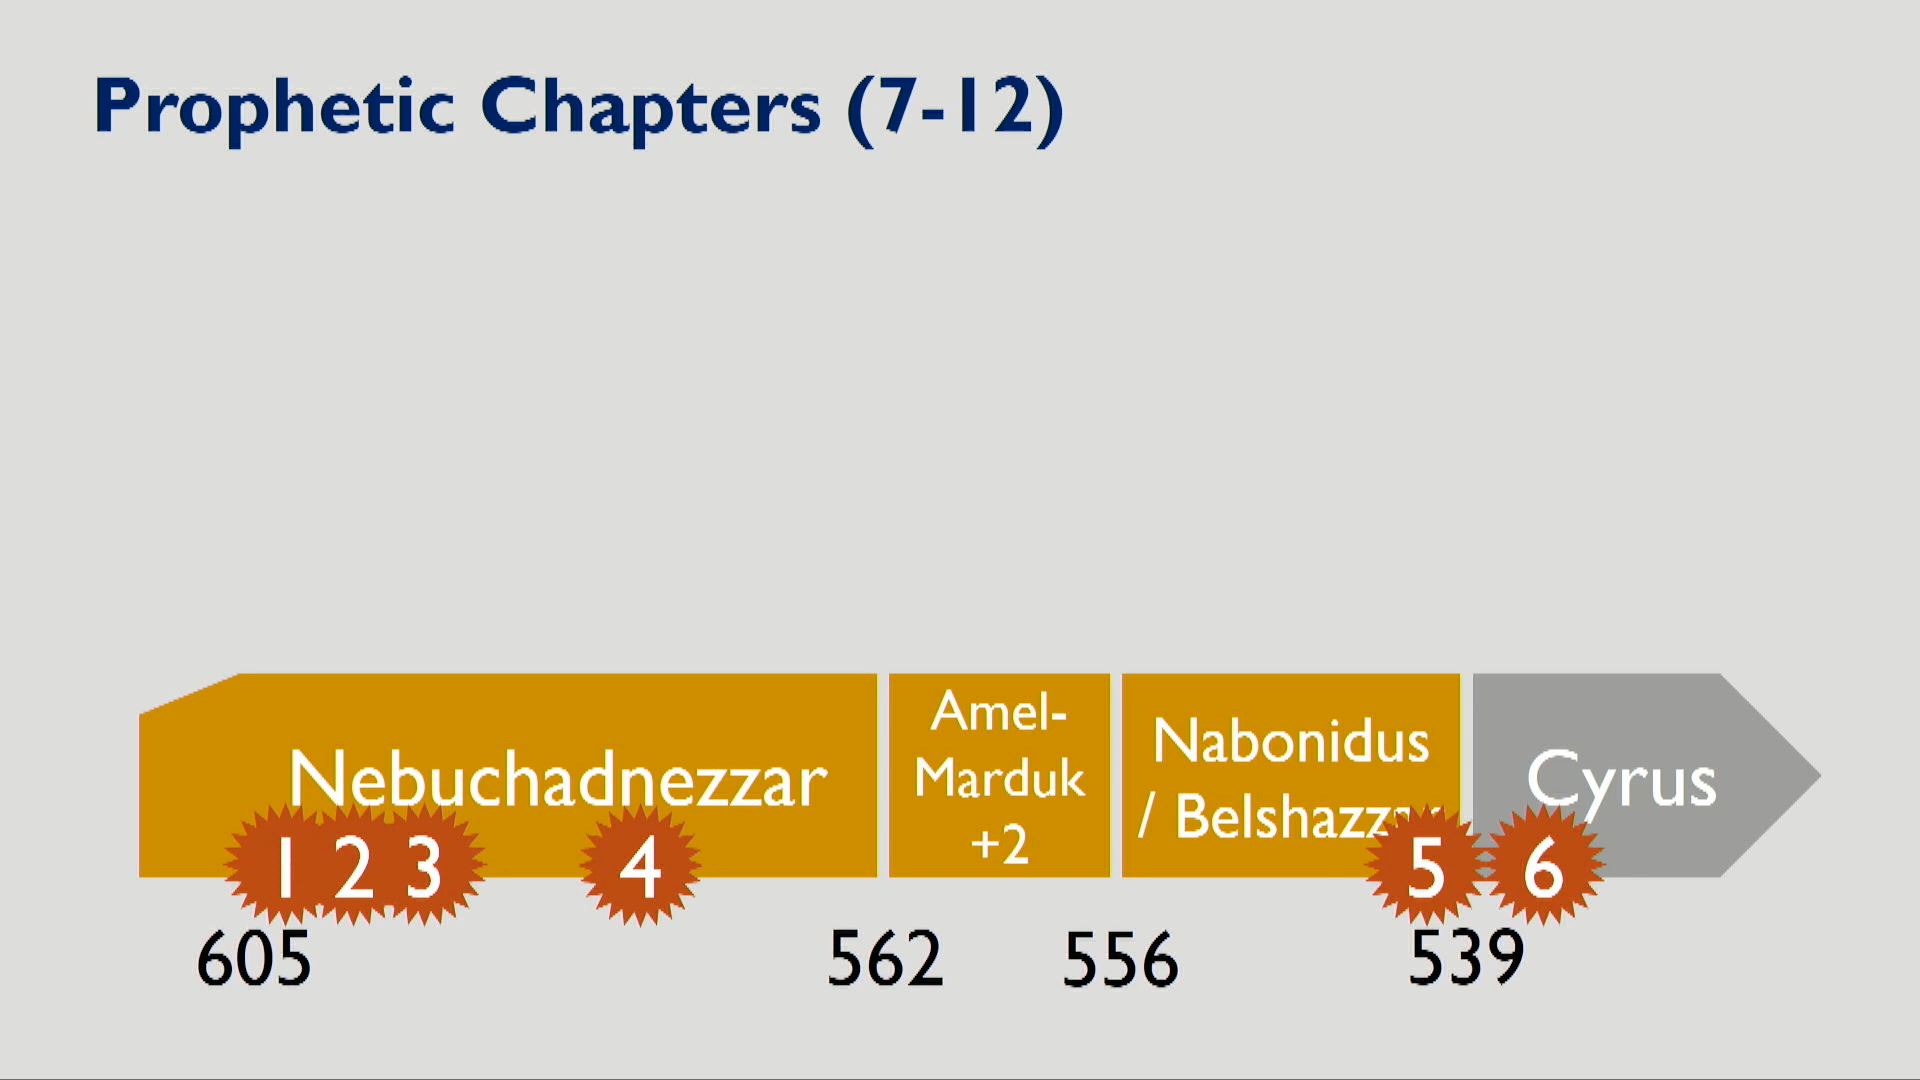 Prophetic Chapters (7-12)
Nebuchadnezzar
Amel-
Marduk
+2
Nabonidus
/ Belshazzar
Cyrus
1 2 3 4 5 6
605 562 556 539